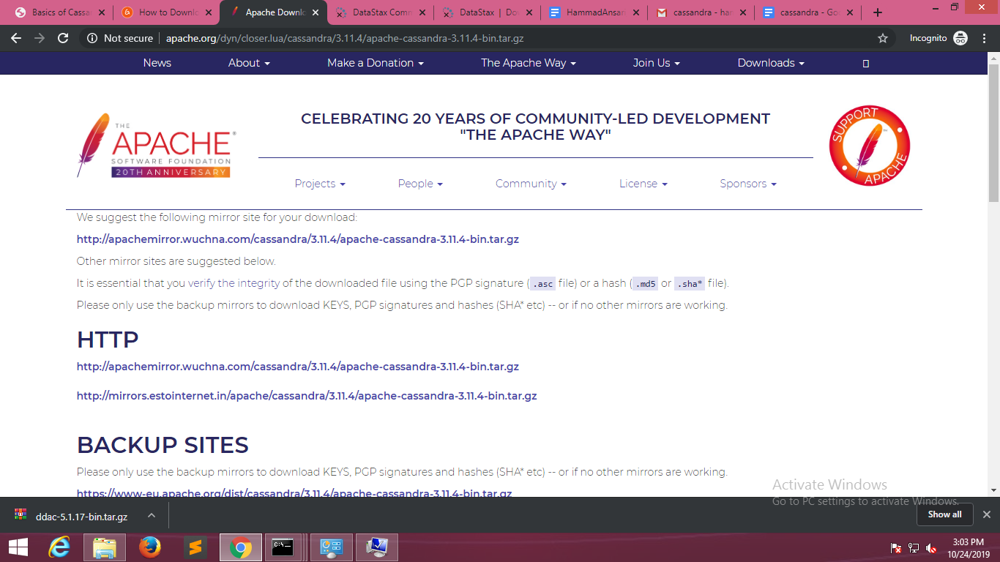 Basics of Cassa
How to Downlo
Apache Downlo
DataStax Comm
DataStax | Do
HammadAnsar
cassandra - har
cassandra - Go
Not secure
apache.org/dyn/closer.lua/cassandra/3.11.4/apache-cassandra-3.11.4-bin.tar.gz
Incognito
News
About
Make a Donation
The Apache Way
Join Us
Downloads
THE
APACHE®
SOFTWARE FOUNDATION
20TH ANNIVERSARY
CELEBRATING 20 YEARS OF COMMUNITY-LED DEVELOPMENT
"THE APACHE WAY"
SUPPORT
APACHE
Projects
People
Community
License
Sponsors
We suggest the following mirror site for your download:
http://apachemirror.wuchna.com/cassandra/3.11.4/apache-cassandra-3.11.4-bin.tar.gz
Other mirror sites are suggested below.
It is essential that you verify the integrity of the downloaded file using the PGP signature ( .asc file) or a hash ( .md5 or .sha* file).
Please only use the backup mirrors to download KEYS, PGP signatures and hashes (SHA* etc) -- or if no other mirrors are working.
HTTP
http://apachemirror.wuchna.com/cassandra/3.11.4/apache-cassandra-3.11.4-bin.tar.gz
http://mirrors.estointernet.in/apache/cassandra/3.11.4/apache-cassandra-3.11.4-bin.tar.gz
BACKUP SITES
Please only use the backup mirrors to download KEYS, PGP signatures and hashes (SHA* etc) -- or if no other mirrors are working.
https://www-eu.apache.org/dist/cassandra/3.11.4/apache-cassandra-3.11.4-bin.tar.gz
Activate Windows
Go to PC settings to activate Windows.
ddac-5.1.17-bin.tar.gz
Show all
3:03 PM
10/24/2019